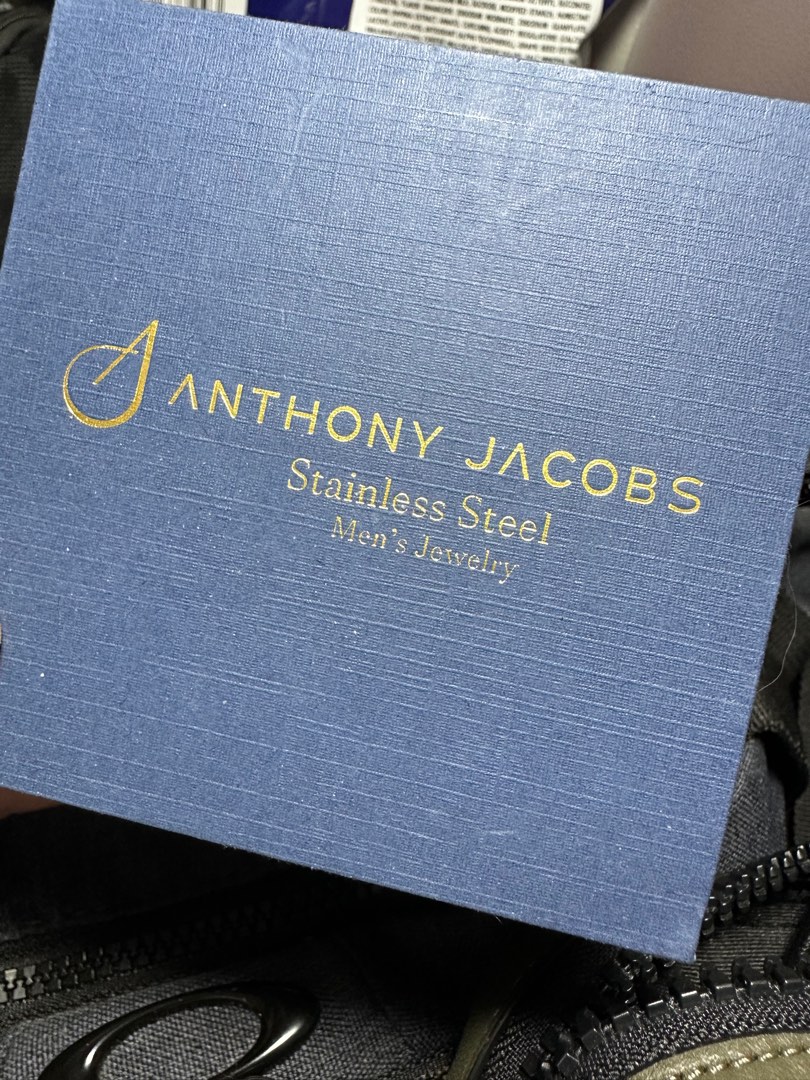 ANTHONY JACOBS
Stainless Steel
Men's Jewelry